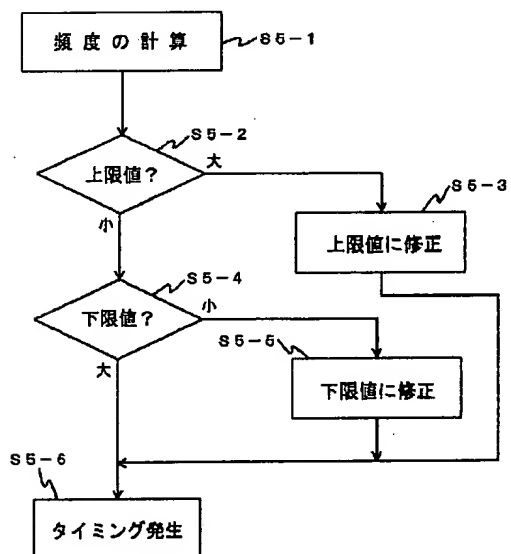 頻度の計算
S5-1
S5-2
上限値?
大
小
S5-3
上限値に修正
S5-4
下限値?
小
大
S5-5
下限値に修正
S5-6
タイミング発生